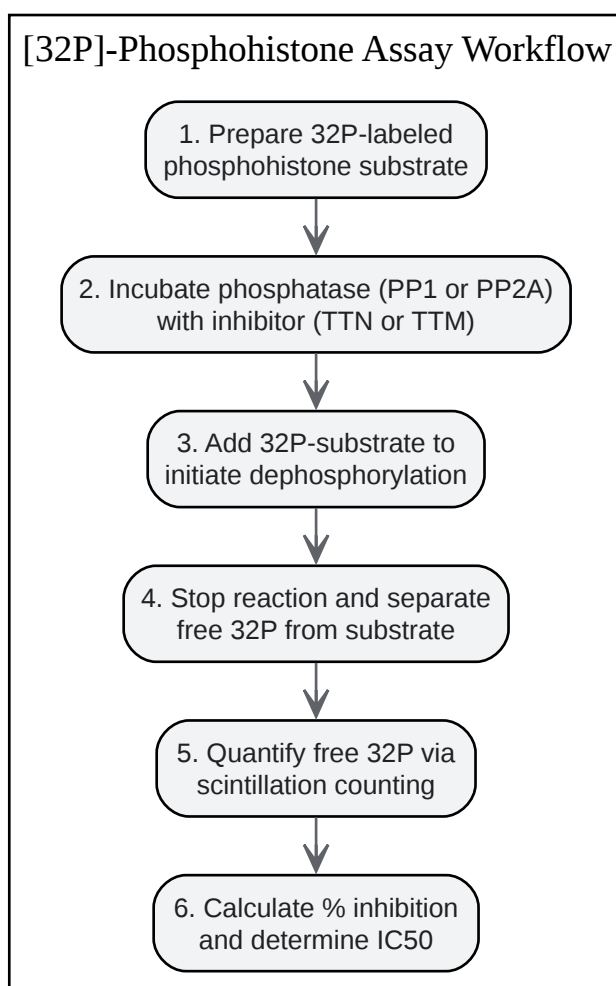 [32P]-Phosphohistone Assay Workflow
1. Prepare 32P-labeled
phosphohistone substrate
2. Incubate phosphatase (PP1 or PP2A)
with inhibitor (TTN or TTM)
3. Add 32P-substrate to
initiate dephosphorylation
4. Stop reaction and separate
free 32P from substrate
5. Quantify free 32P via
scintillation counting
6. Calculate % inhibition
and determine IC50